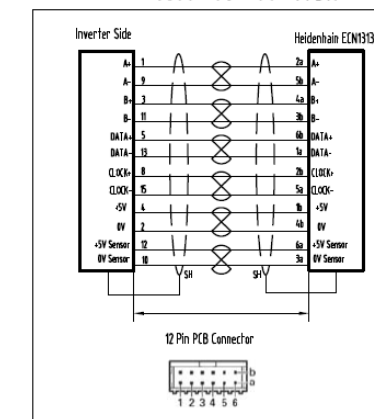 Inverter Side Heidenhain ECN1313
A+ 1 2a A+
A- 9 5b A-
B+ 3 4a B+
B- 11 3b B-
DATA+ 5 6b DATA+
DATA- 13 1a DATA-
CLOCK+ 8 2b CLOCK+
CLOCK- 15 5a CLOCK-
+5V 4 1b +5V
0V 2 4b 0V
+5V Sensor 12 6a +5V Sensor
0V Sensor 10 3a 0V Sensor
SH SH
12 Pin PCB Connector
b
a
1 2 3 4 5 6